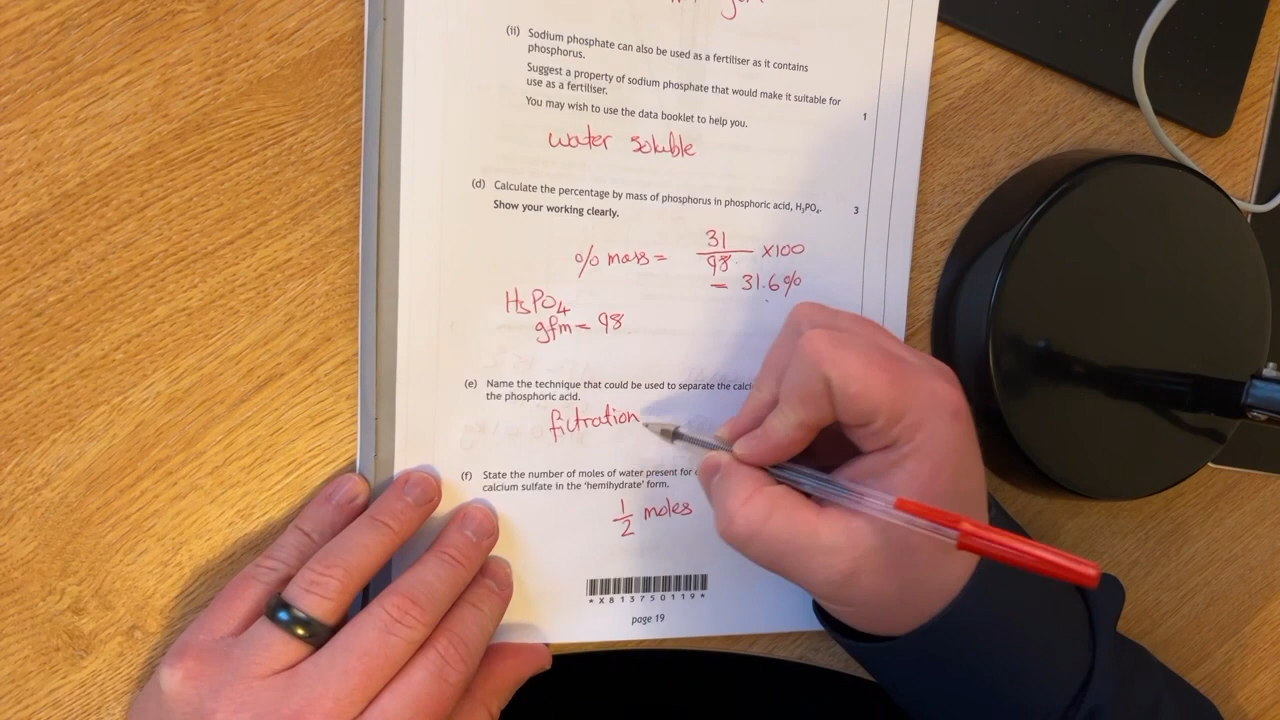 (ii) Sodium phosphate can also be used as a fertiliser as it contains
phosphorus.
Suggest a property of sodium phosphate that would make it suitable for
use as a fertiliser.
You may wish to use the data booklet to help you.
1
water soluble
(d) Calculate the percentage by mass of phosphorus in phosphoric acid, H₃PO₄.
3
Show your working clearly.
% mass = 31/98 ×100
= 31.6%
H₃PO₄
gfm = 98
(e) Name the technique that could be used to separate the calci
the phosphoric acid.
filtration
(f) State the number of moles of water present for
calcium sulfate in the 'hemihydrate' form.
1/2 moles
*X813750119*
page 19